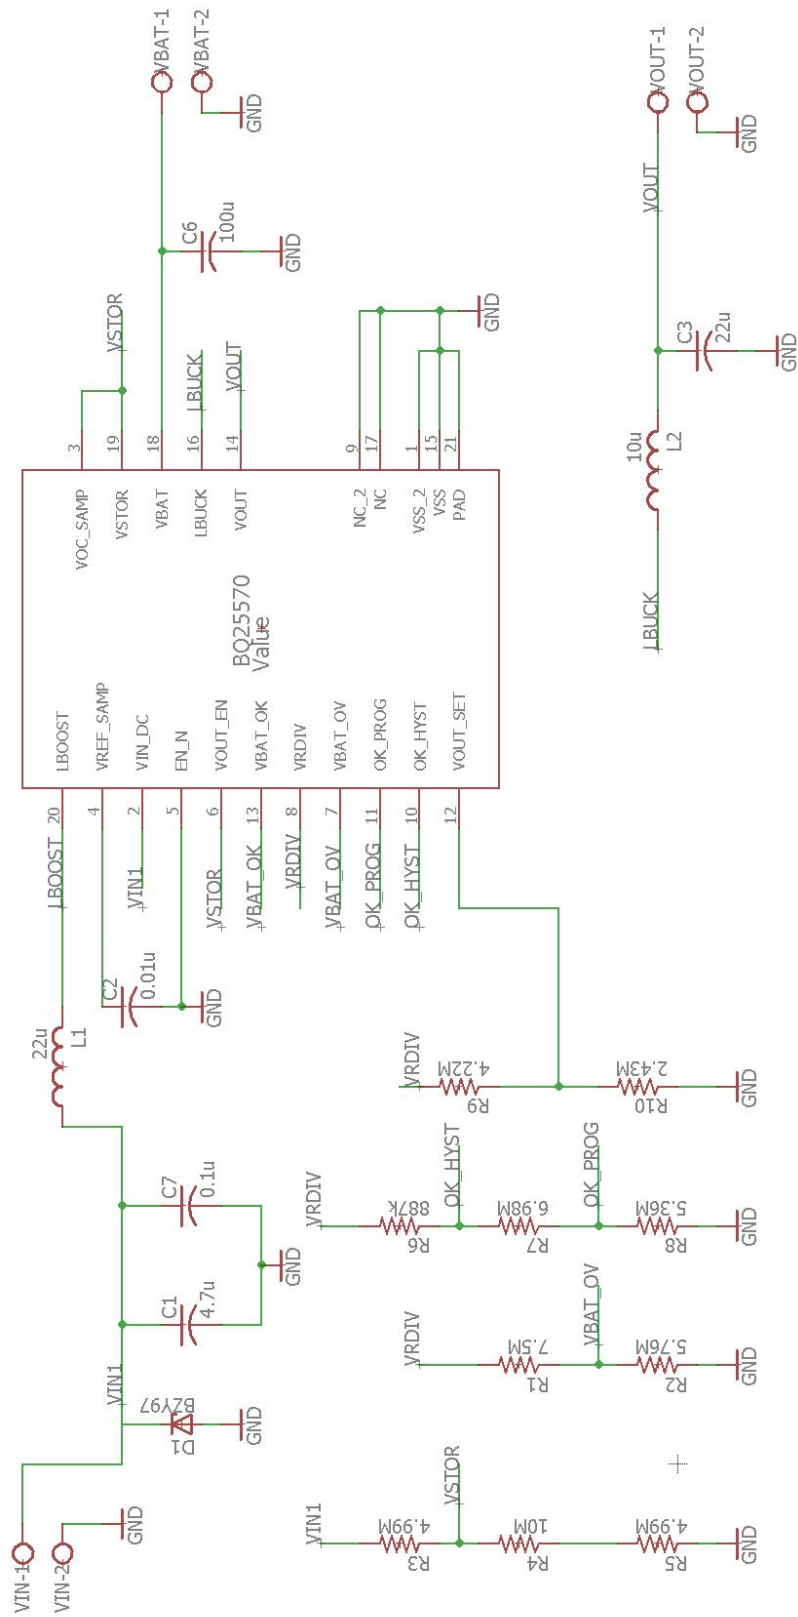 VBAT-1
VBAT-2
GND
C6
100u
GND
VSTOR
LBUCK
VOUT
GND
VOUT-1
VOUT-2
GND
VOUT
C3
22u
GND
10u
L2
LBUCK
3
19
18
16
14
9
17
1
15
21
VOC_SAMP
VSTOR
VBAT
LBUCK
VOUT
NC_2
NC
VSS_2
VSS
PAD
BQ25570
Value
LBOOST
VREF_SAMP
VIN_DC
EN_N
VOUT_EN
VBAT_OK
VRDIV
VBAT_OV
OK_PROG
OK_HYST
VOUT_SET
20
4
2
5
6
13
8
7
11
10
12
LBOOST
VIN1
VSTOR
VBAT_OK
VRDIV
VBAT_OV
OK_PROG
OK_HYST
C2
0.01u
GND
22u
L1
VRDIV
4.22M
R9
2.43M
R10
GND
C7
0.1u
C1
4.7u
GND
VRDIV
887k
R6
OK_HYST
6.98M
R7
OK_PROG
5.36M
R8
GND
VRDIV
7.5M
R1
VBAT_OV
5.76M
R2
GND
VIN1
BZY97
D1
GND
VIN1
4.99M
R3
VSTOR
10M
R4
4.99M
R5
GND
VIN-1
VIN-2
GND